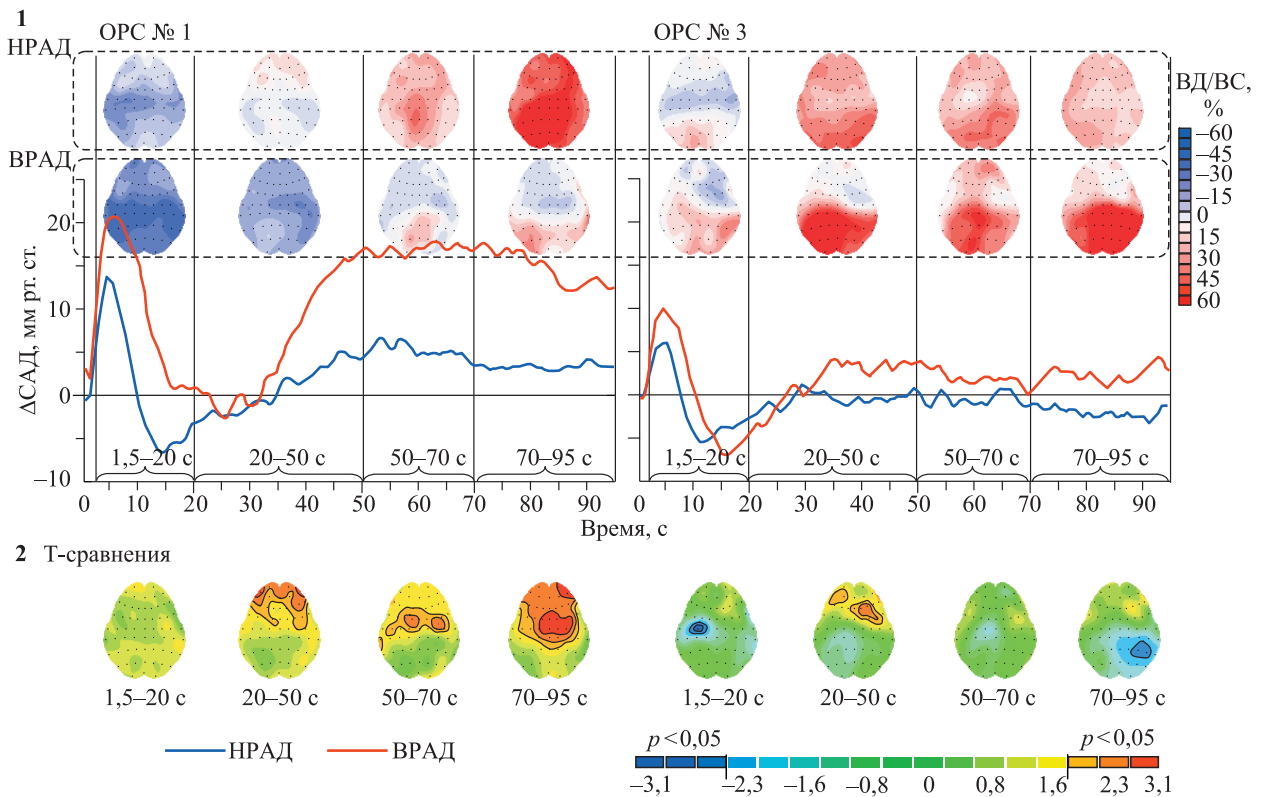 1
ОРС № 1
ОРС № 3
НРАД
ВРАД
ВД/ВС,
%
–60
–45
–30
–15
0
15
30
45
60
ΔСАД, мм рт. ст.
20
10
0
–10
1,5–20 с
20–50 с
50–70 с
70–95 с
1,5–20 с
20–50 с
50–70 с
70–95 с
0 10 20 30 40 50 60 70 80 90
0 10 20 30 40 50 60 70 80 90
Время, с
2 Т-сравнения
1,5–20 с 20–50 с 50–70 с 70–95 с
1,5–20 с 20–50 с 50–70 с 70–95 с
НРАД ВРАД
p < 0,05 p < 0,05
–3,1 –2,3 –1,6 –0,8 0 0,8 1,6 2,3 3,1